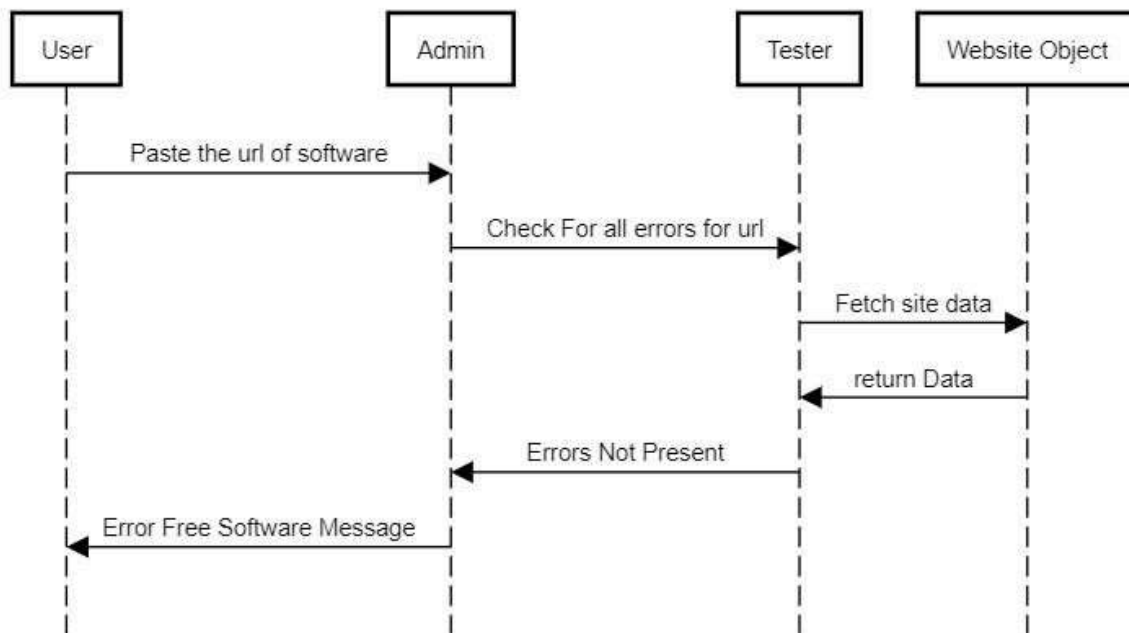 User
Admin
Tester
Website Object
Paste the url of software
Check For all errors for url
Fetch site data
return Data
Errors Not Present
Error Free Software Message